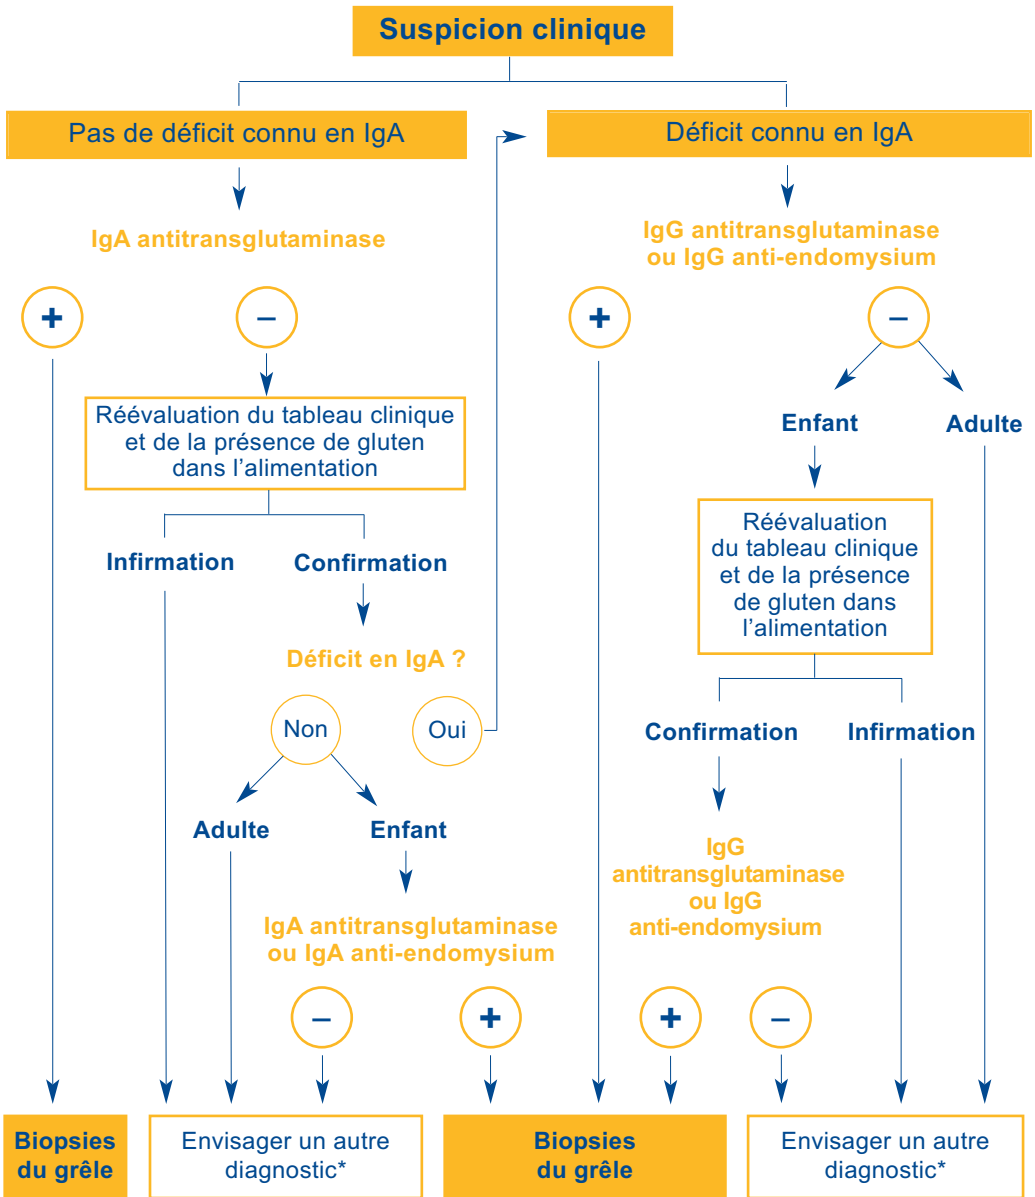 Suspicion clinique
Pas de déficit connu en IgA
Déficit connu en IgA
IgA antitransglutaminase
IgG antitransglutaminase
ou IgG anti-endomysium
+
–
+
–
Réévaluation du tableau clinique
et de la présence de gluten
dans l’alimentation
Enfant
Adulte
Réévaluation
du tableau clinique
et de la présence
de gluten dans
l’alimentation
Infirmation
Confirmation
Déficit en IgA ?
Non
Oui
Confirmation
Infirmation
Adulte
Enfant
IgG
antitransglutaminase
ou IgG
anti-endomysium
IgA antitransglutaminase
ou IgA anti-endomysium
–
+
+
–
Biopsies
du grêle
Envisager un autre
diagnostic*
Biopsies
du grêle
Envisager un autre
diagnostic*